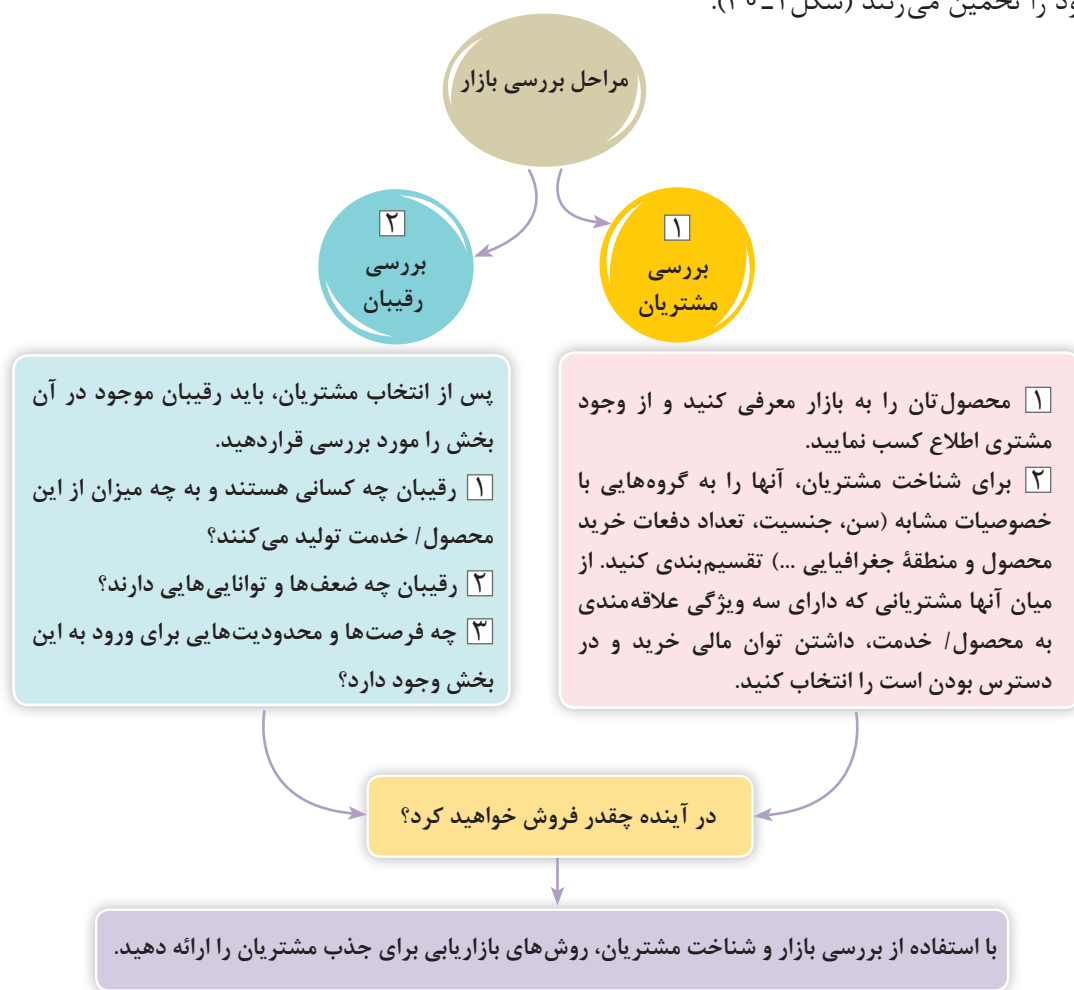 ود را تخمین می‌زنند (شکل۱ـ۳۰).
مراحل بررسی بازار
۱
بررسی
مشتریان
۲
بررسی
رقیبان
۱ محصول‌تان را به بازار معرفی کنید و از وجود
مشتری اطلاع کسب نمایید.
۲ برای شناخت مشتریان، آنها را به گروه‌هایی با
خصوصیات مشابه (سن، جنسیت، تعداد دفعات خرید
محصول و منطقهٔ جغرافیایی ...) تقسیم‌بندی کنید. از
میان آنها مشتریانی که دارای سه ویژگی علاقه‌مندی
به محصول/ خدمت، داشتن توان مالی خرید و در
دسترس بودن است را انتخاب کنید.
پس از انتخاب مشتریان، باید رقیبان موجود در آن
بخش را مورد بررسی قراردهید.
۱ رقیبان چه کسانی هستند و به چه میزان از این
محصول/ خدمت تولید می‌کنند؟
۲ رقیبان چه ضعف‌ها و توانایی‌هایی دارند؟
۳ چه فرصت‌ها و محدودیت‌هایی برای ورود به این
بخش وجود دارد؟
در آینده چقدر فروش خواهید کرد؟
با استفاده از بررسی بازار و شناخت مشتریان، روش‌های بازاریابی برای جذب مشتریان را ارائه دهید.